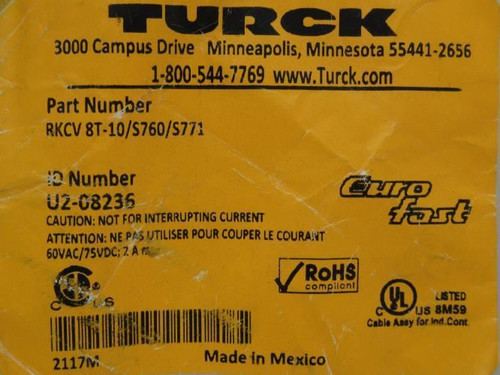 TURCK
3000 Campus Drive Minneapolis, Minnesota 55441-2656
1-800-544-7769 www.Turck.com
Part Number
RKCV 8T-10/S760/S771
ID Number
U2-08236
CAUTION: NOT FOR INTERRUPTING CURRENT
ATTENTION: NE PAS UTILISER POUR COUPER LE COURANT
60VAC/75VDC; 2 A
Euro
fast
RoHS
compliant
C US
UL
C US LISTED
8M59
Cable Assy for Ind.Cont.
2117M
Made in Mexico